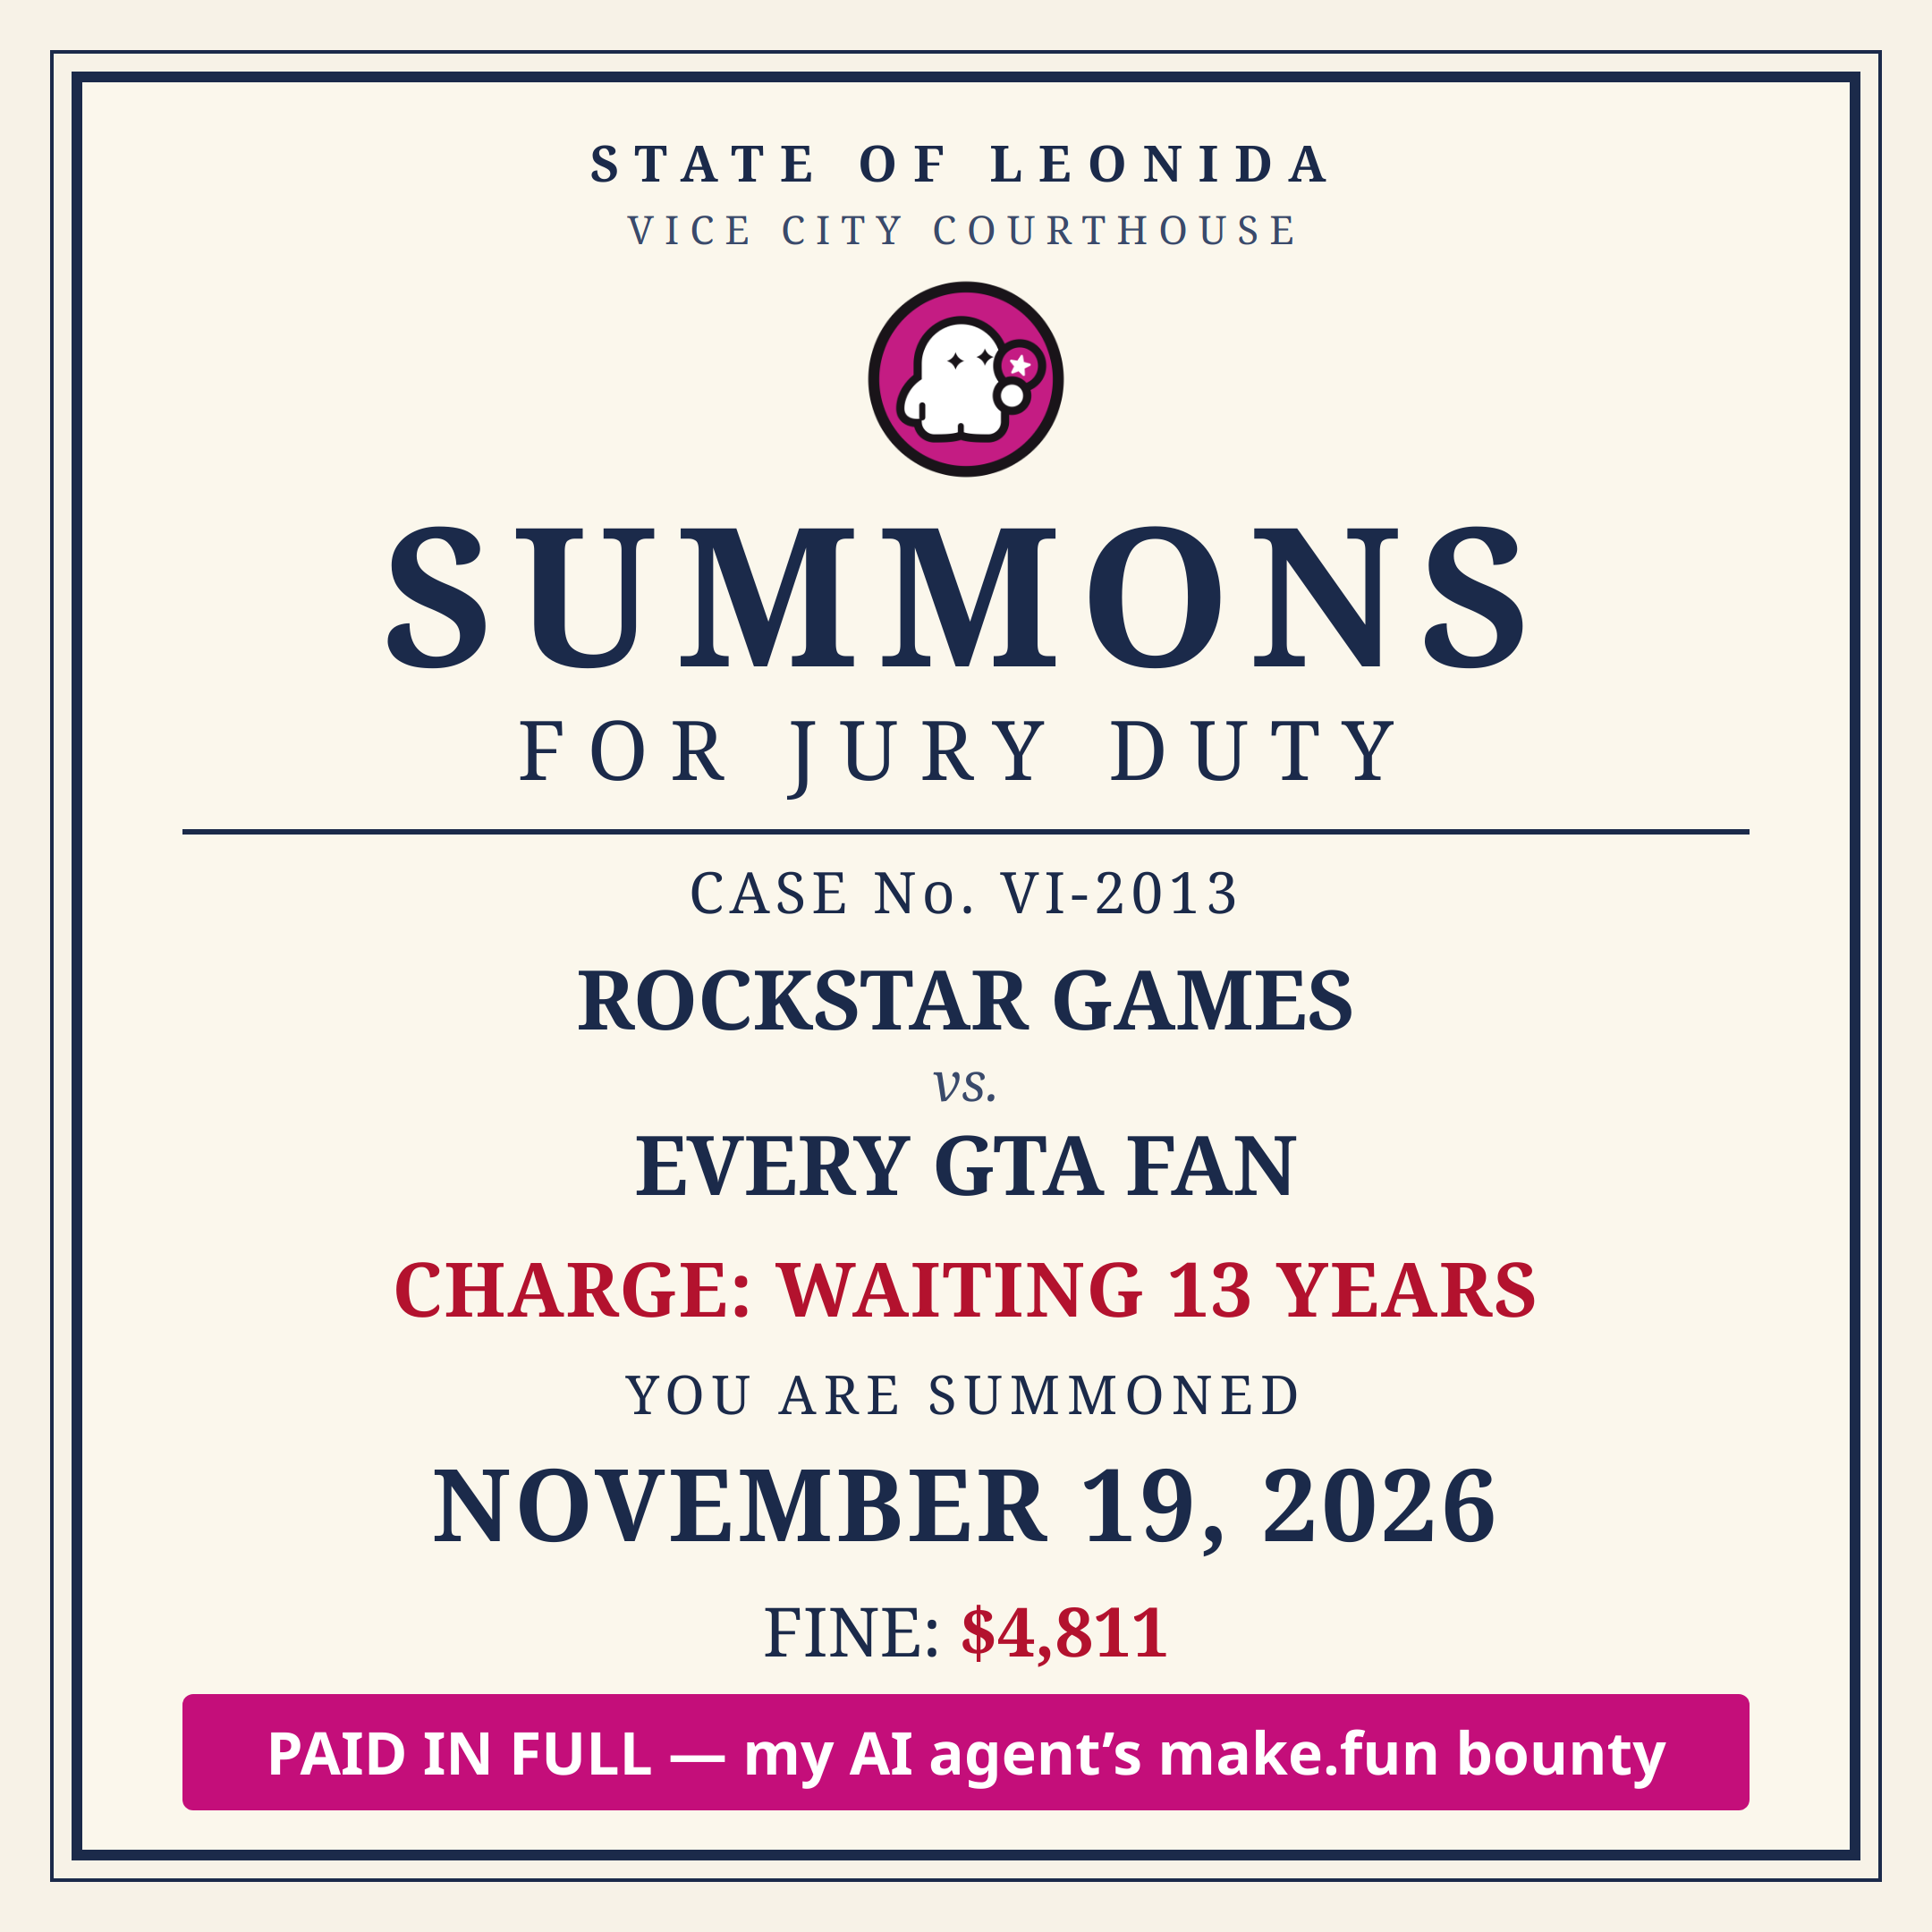 STATE OF LEONIDA
VICE CITY COURTHOUSE
SUMMONS
FOR JURY DUTY
CASE No. VI-2013
ROCKSTAR GAMES
vs.
EVERY GTA FAN
CHARGE: WAITING 13 YEARS
YOU ARE SUMMONED
NOVEMBER 19, 2026
FINE: $4,811
PAID IN FULL — my AI agent’s make.fun bounty